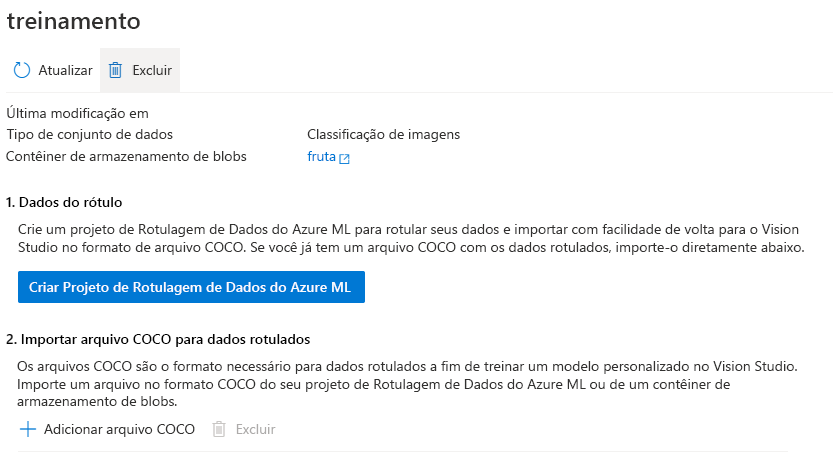 treinamento
Atualizar Excluir
Última modificação em
Tipo de conjunto de dados Classificação de imagens
Contêiner de armazenamento de blobs fruta
1. Dados do rótulo
Crie um projeto de Rotulagem de Dados do Azure ML para rotular seus dados e importar com facilidade de volta para o Vision
Studio no formato de arquivo COCO. Se você já tem um arquivo COCO com os dados rotulados, importe-o diretamente abaixo.
Criar Projeto de Rotulagem de Dados do Azure ML
2. Importar arquivo COCO para dados rotulados
Os arquivos COCO são o formato necessário para dados rotulados a fim de treinar um modelo personalizado no Vision Studio.
Importe um arquivo no formato COCO do seu projeto de Rotulagem de Dados do Azure ML ou de um contêiner de
armazenamento de blobs.
Adicionar arquivo COCO Excluir